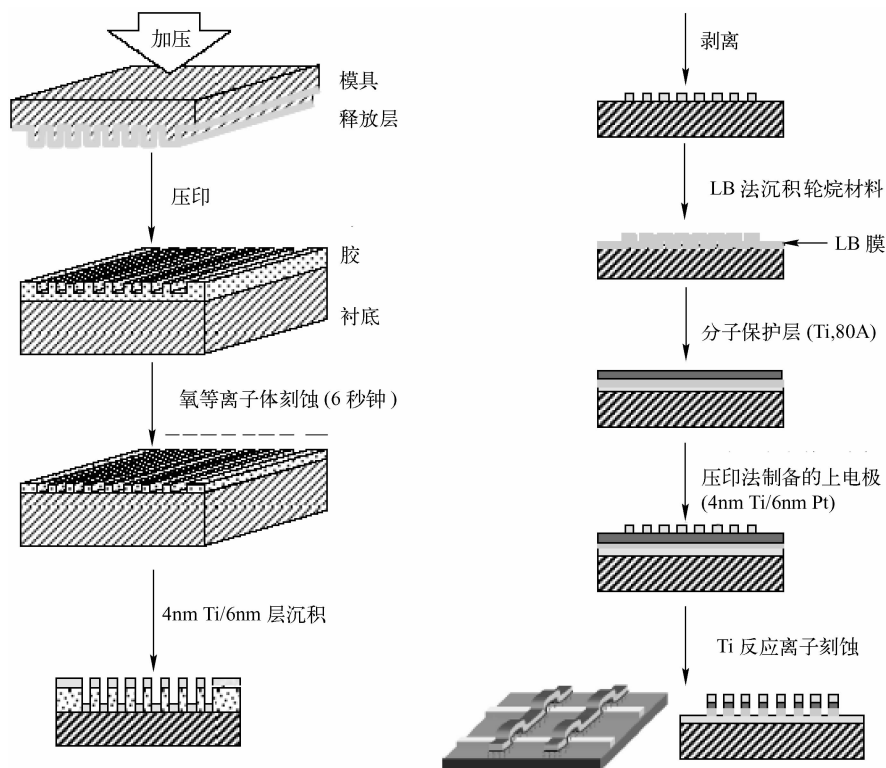 加压
模具
释放层
压印
胶
衬底
氧等离子体刻蚀(6秒钟)
4nm Ti/6nm 层沉积
剥离
LB 法沉积轮烷材料
LB 膜
分子保护层(Ti,80A)
压印法制备的上电极
(4nm Ti/6nm Pt)
Ti 反应离子刻蚀